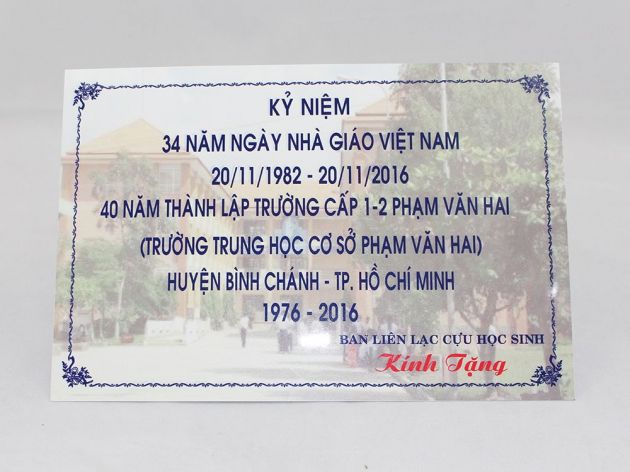 KỶ NIỆM
34 NĂM NGÀY NHÀ GIÁO VIỆT NAM
20/11/1982 - 20/11/2016
40 NĂM THÀNH LẬP TRƯỜNG CẤP 1-2 PHẠM VĂN HAI
(TRƯỜNG TRUNG HỌC CƠ SỞ PHẠM VĂN HAI)
HUYỆN BÌNH CHÁNH - TP. HỒ CHÍ MINH
1976 - 2016
BAN LIÊN LẠC CỰU HỌC SINH
Kính Tặng